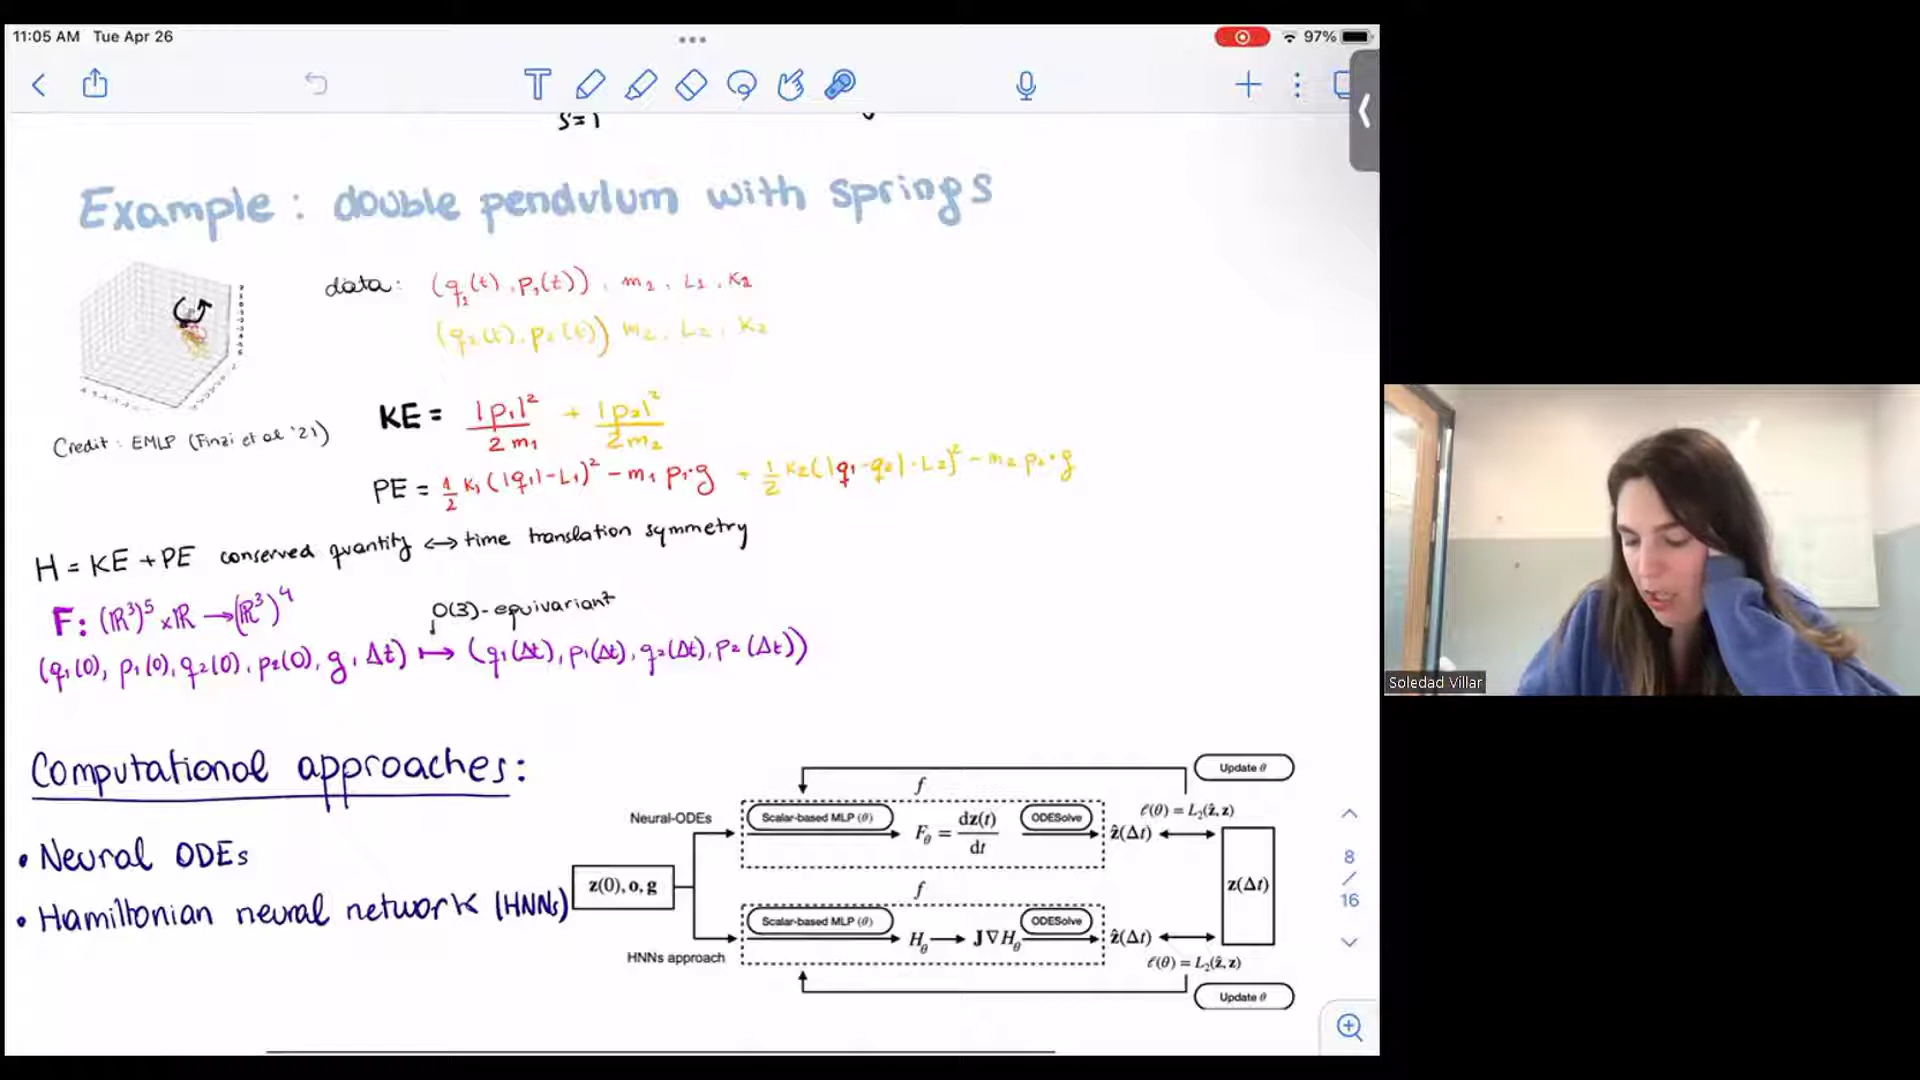 11:05 AM Tue Apr 26
97%
S=1
Example: double pendulum with springs
data: (q₁(t), p₁(t)), m₁, L₁, K₁
(q₂(t), p₂(t)) m₂, L₂, K₂
KE = |p₁|²/2m₁ + |p₂|²/2m₂
Credit: EMLP (Finzi et al '21)
PE = 1/2 K₁(|q₁|-L₁)² - m₁ p₁·g + 1/2 K₂(|q₁-q₂|-L₂)² - m₂ p₂·g
H = KE + PE conserved quantity ↔ time translation symmetry
F: (ℝ³)⁵ × ℝ → (ℝ³)⁴
O(3)-equivariant
(q₁(0), p₁(0), q₂(0), p₂(0), g, Δt) ↦ (q₁(Δt), p₁(Δt), q₂(Δt), p₂(Δt))
Soledad Villar
Computational approaches:
• Neural ODEs
• Hamiltonian neural network (HNNs)
Update θ
f
Neural-ODEs
Scalar-based MLP (θ)
F_θ = dz(t)/dt
ODESolve
ℓ(θ) = L₂(ẑ, z)
ẑ(Δt)
z(0), o, g
z(Δt)
f
Scalar-based MLP (θ)
H_θ → J∇H_θ
ODESolve
ẑ(Δt)
HNNs approach
ℓ(θ) = L₂(ẑ, z)
Update θ
8
/
16